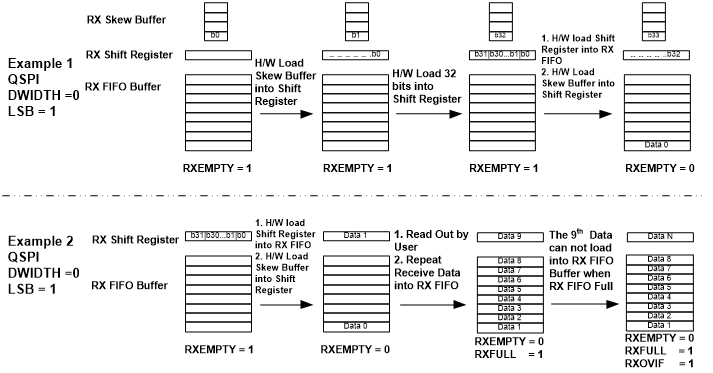 RX Skew Buffer
b0
b1
b32
b33
Example 1
QSPI
DWIDTH =0
LSB = 1
RX Shift Register
.. .. .. .. .. ..b0
b31|b30...b1|b0
.. .. .. .. ..b32
RX FIFO Buffer
H/W Load
Skew Buffer
into Shift
Register
H/W Load 32
bits into
Shift Register
1. H/W load Shift
Register into RX
FIFO
2. H/W Load
Skew Buffer into
Shift Register
Data 0
RXEMPTY = 1
RXEMPTY = 1
RXEMPTY = 1
RXEMPTY = 0
Example 2
QSPI
DWIDTH =0
LSB = 1
RX Shift Register
b31|b30...b1|b0
Data 1
Data 9
Data N
RX FIFO Buffer
1. H/W load
Shift Register
into RX FIFO
2. H/W Load
Skew Buffer
into Shift
Register
Data 0
1. Read Out by
User
2. Repeat
Receive Data
into RX FIFO
Data 8
Data 7
Data 6
Data 5
Data 4
Data 3
Data 2
Data 1
The 9th Data
can not load
into RX FIFO
Buffer when
RX FIFO Full
Data 8
Data 7
Data 6
Data 5
Data 4
Data 3
Data 2
Data 1
RXEMPTY = 1
RXEMPTY = 0
RXEMPTY = 0
RXFULL = 1
RXEMPTY = 0
RXFULL = 1
RXOVIF = 1